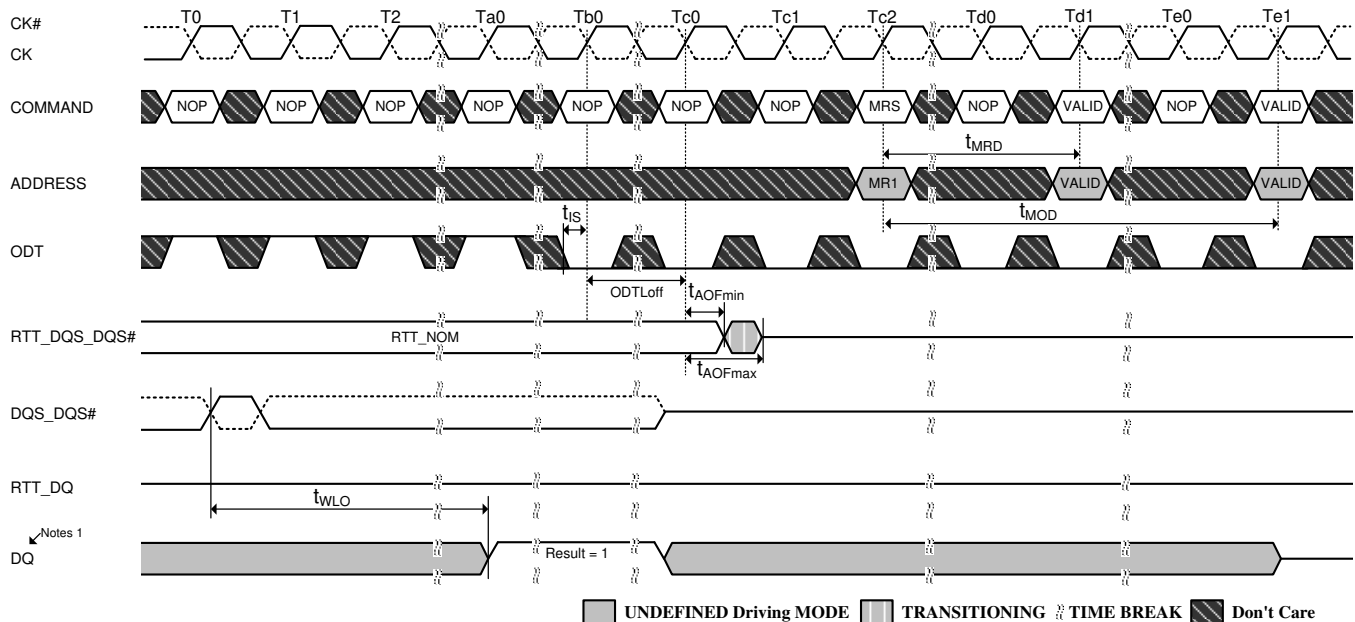 CK#
CK
T0 T1 T2 Ta0 Tb0 Tc0 Tc1 Tc2 Td0 Td1 Te0 Te1
COMMAND NOP NOP NOP NOP NOP NOP NOP MRS NOP VALID NOP VALID
tMRD
ADDRESS MR1 VALID VALID
tMOD
tIS
ODT
ODTLoff
tAOFmin
RTT_DQS_DQS# RTT_NOM
tAOFmax
DQS_DQS#
RTT_DQ
tWLO
Notes 1
DQ Result = 1
UNDEFINED Driving MODE TRANSITIONING TIME BREAK Don't Care